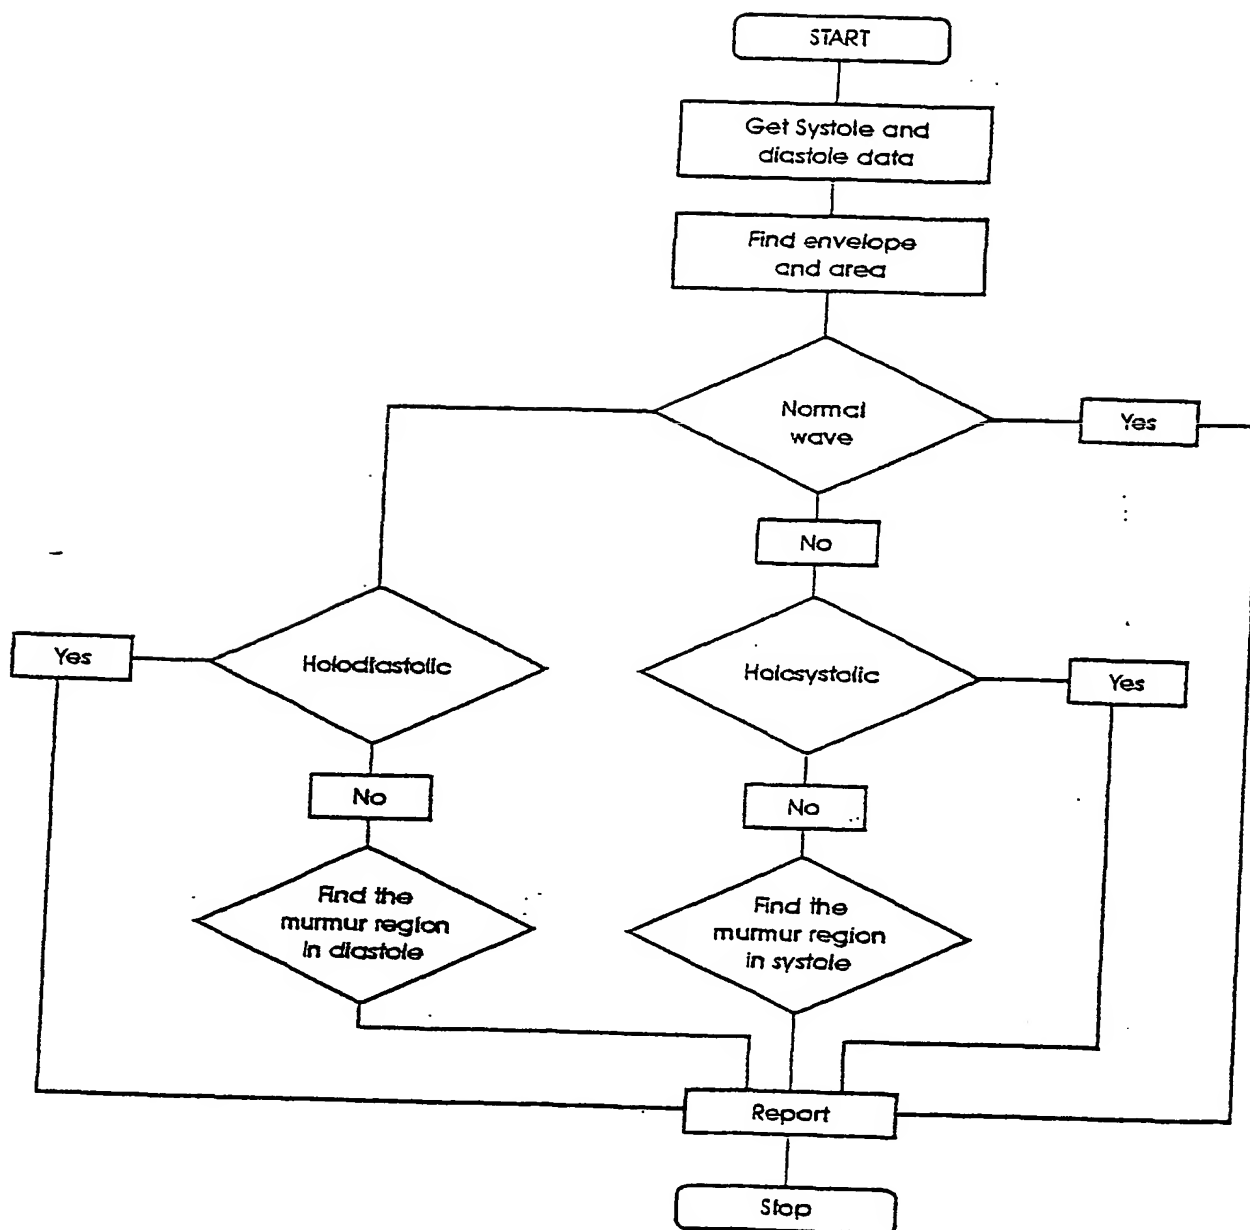 START
Get Systole and
diastole data
Find envelope
and area
Normal
wave
Yes
No
Yes
Holodiastolic
Holosystolic
Yes
No
No
Find the
murmur region
in diastole
Find the
murmur region
in systole
Report
Stop